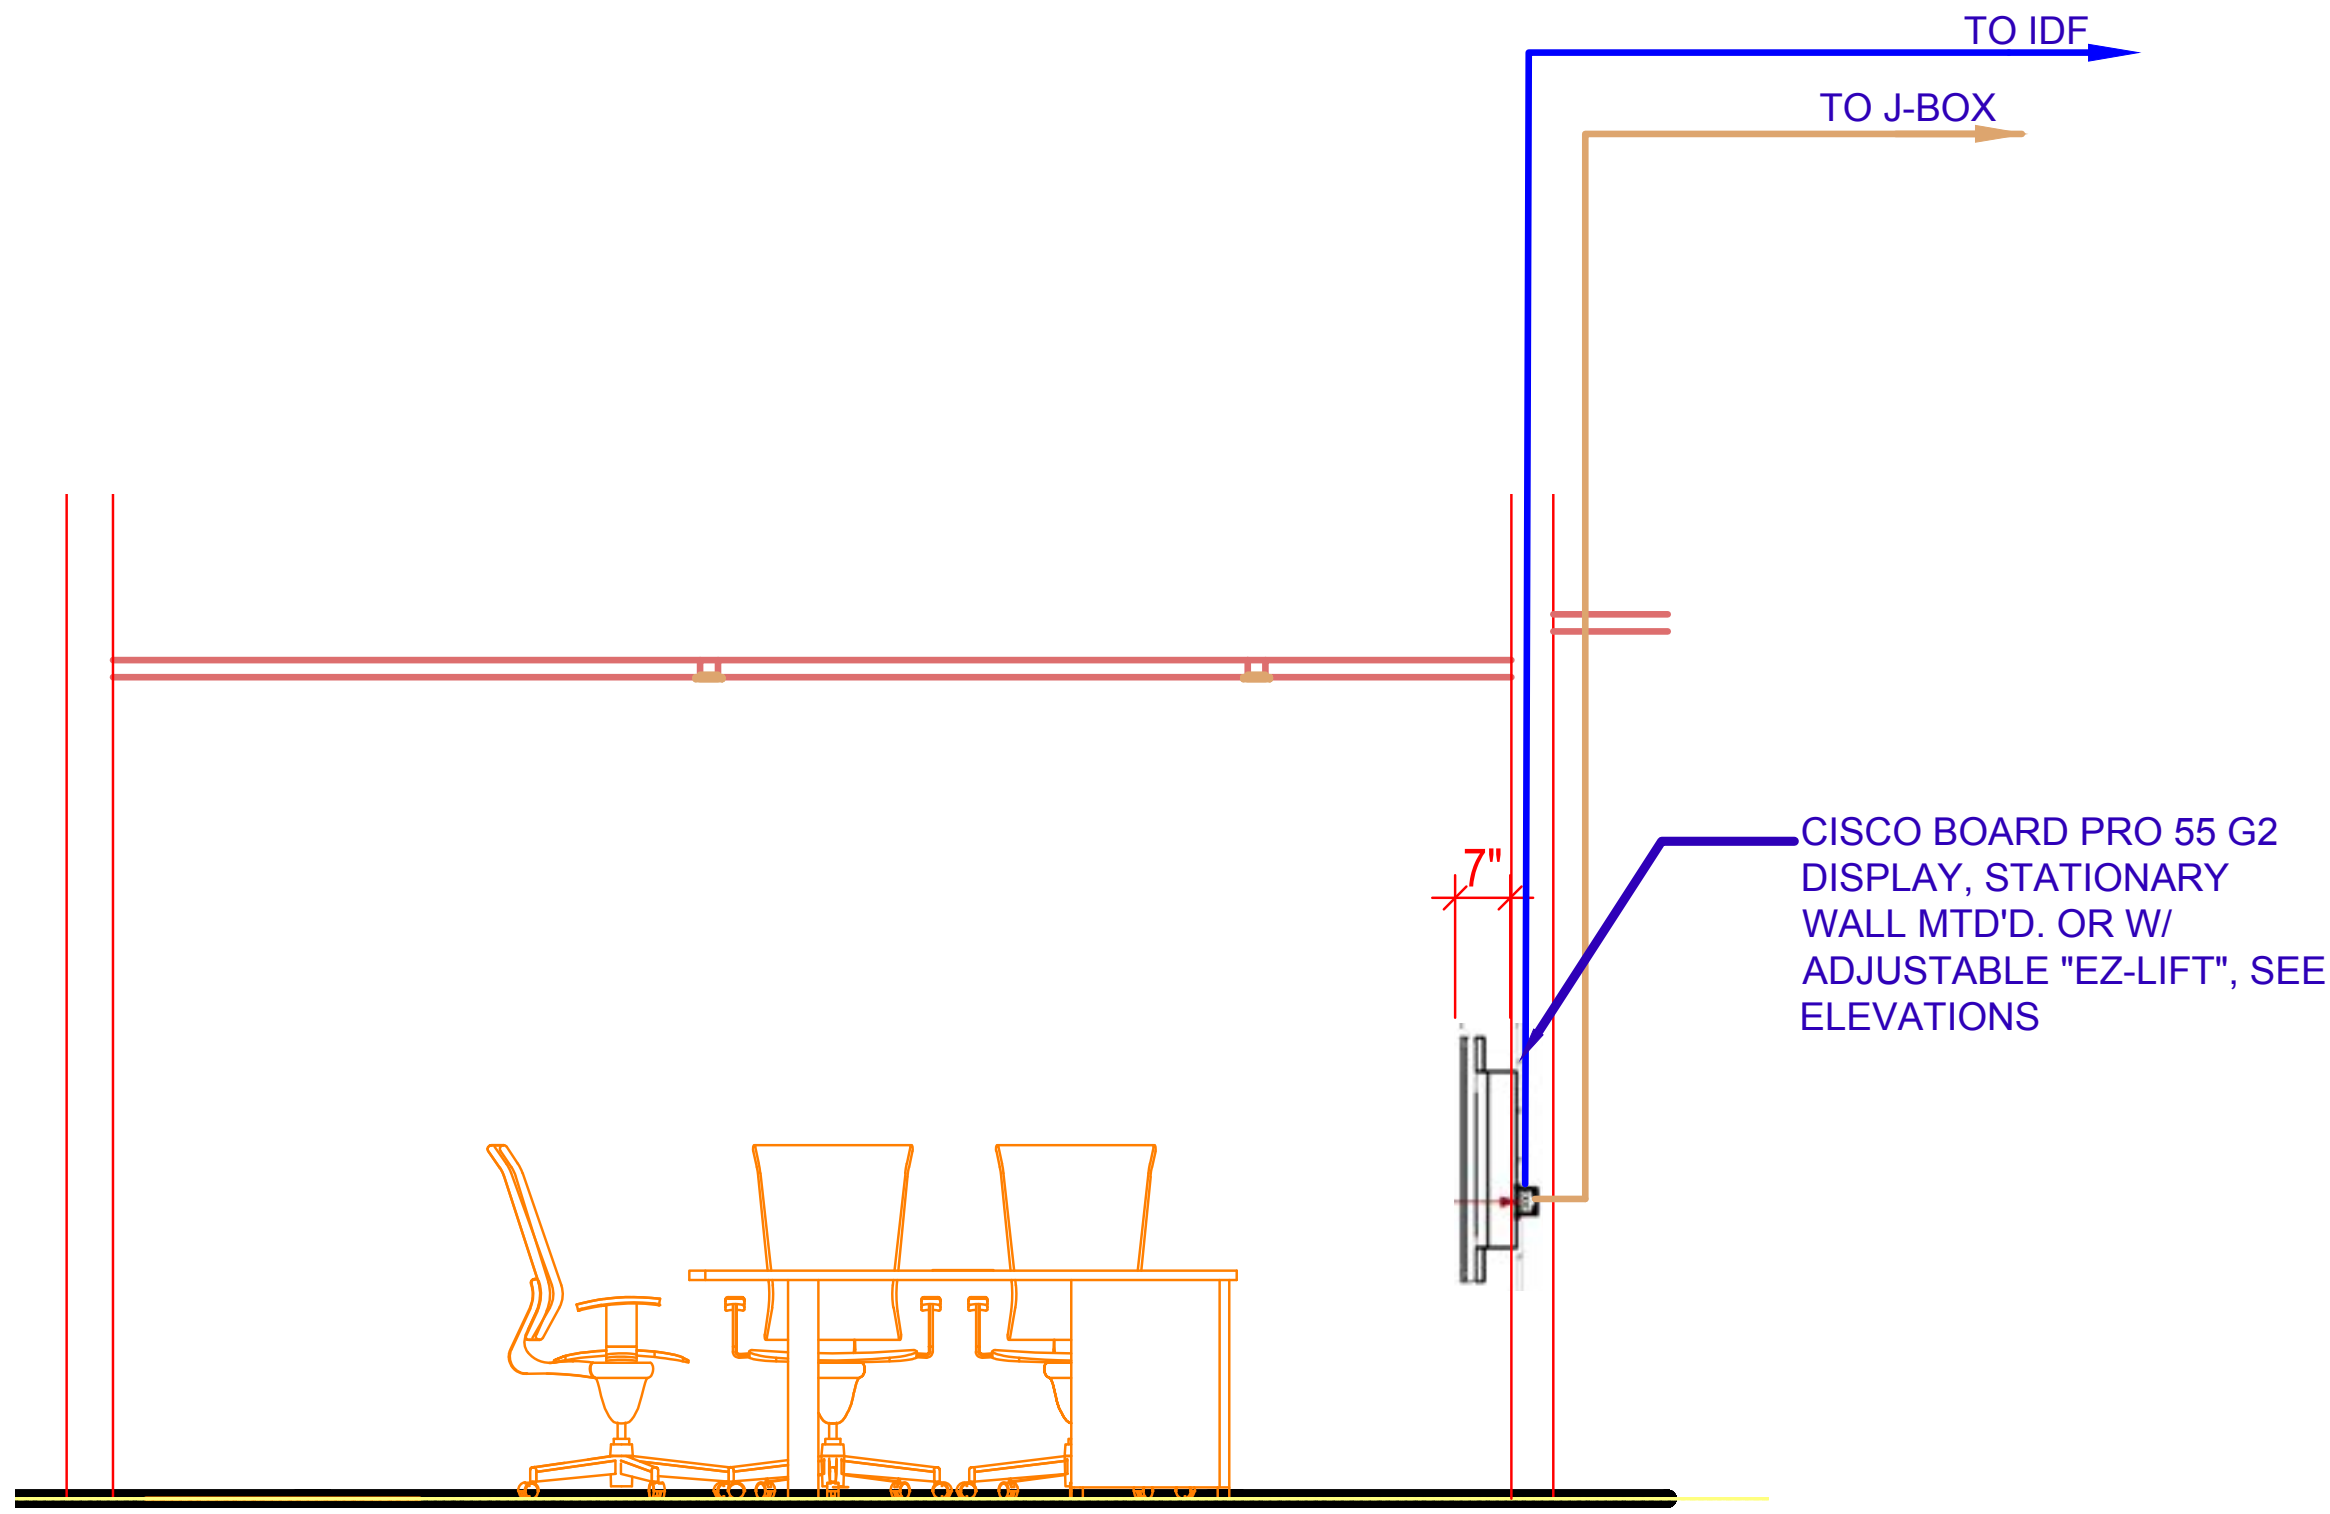 TO IDF
TO J-BOX
7"
CISCO BOARD PRO 55 G2
DISPLAY, STATIONARY
WALL MTD'D. OR W/
ADJUSTABLE "EZ-LIFT", SEE
ELEVATIONS